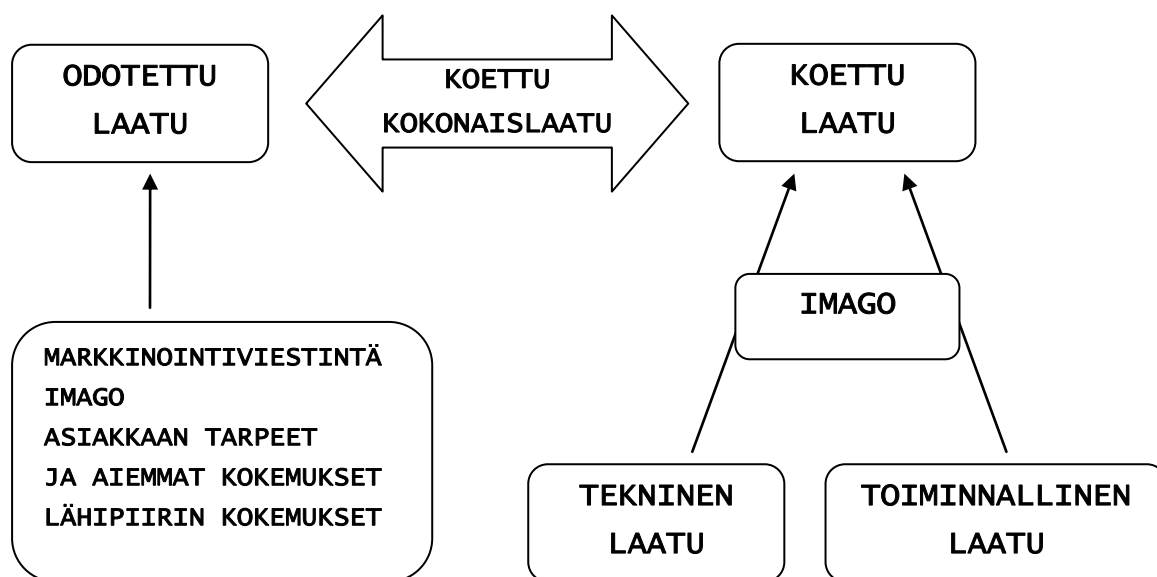 ODOTETTU
LAATU
KOETTU
KOKONAISLAATU
KOETTU
LAATU
IMAGO
MARKKINOINTIVIESTINTÄ
IMAGO
ASIAKKAAN TARPEET
JA AIEMMAT KOKEMUKSET
LÄHIPIIRIN KOKEMUKSET
TEKNINEN
LAATU
TOIMINNALLINEN
LAATU